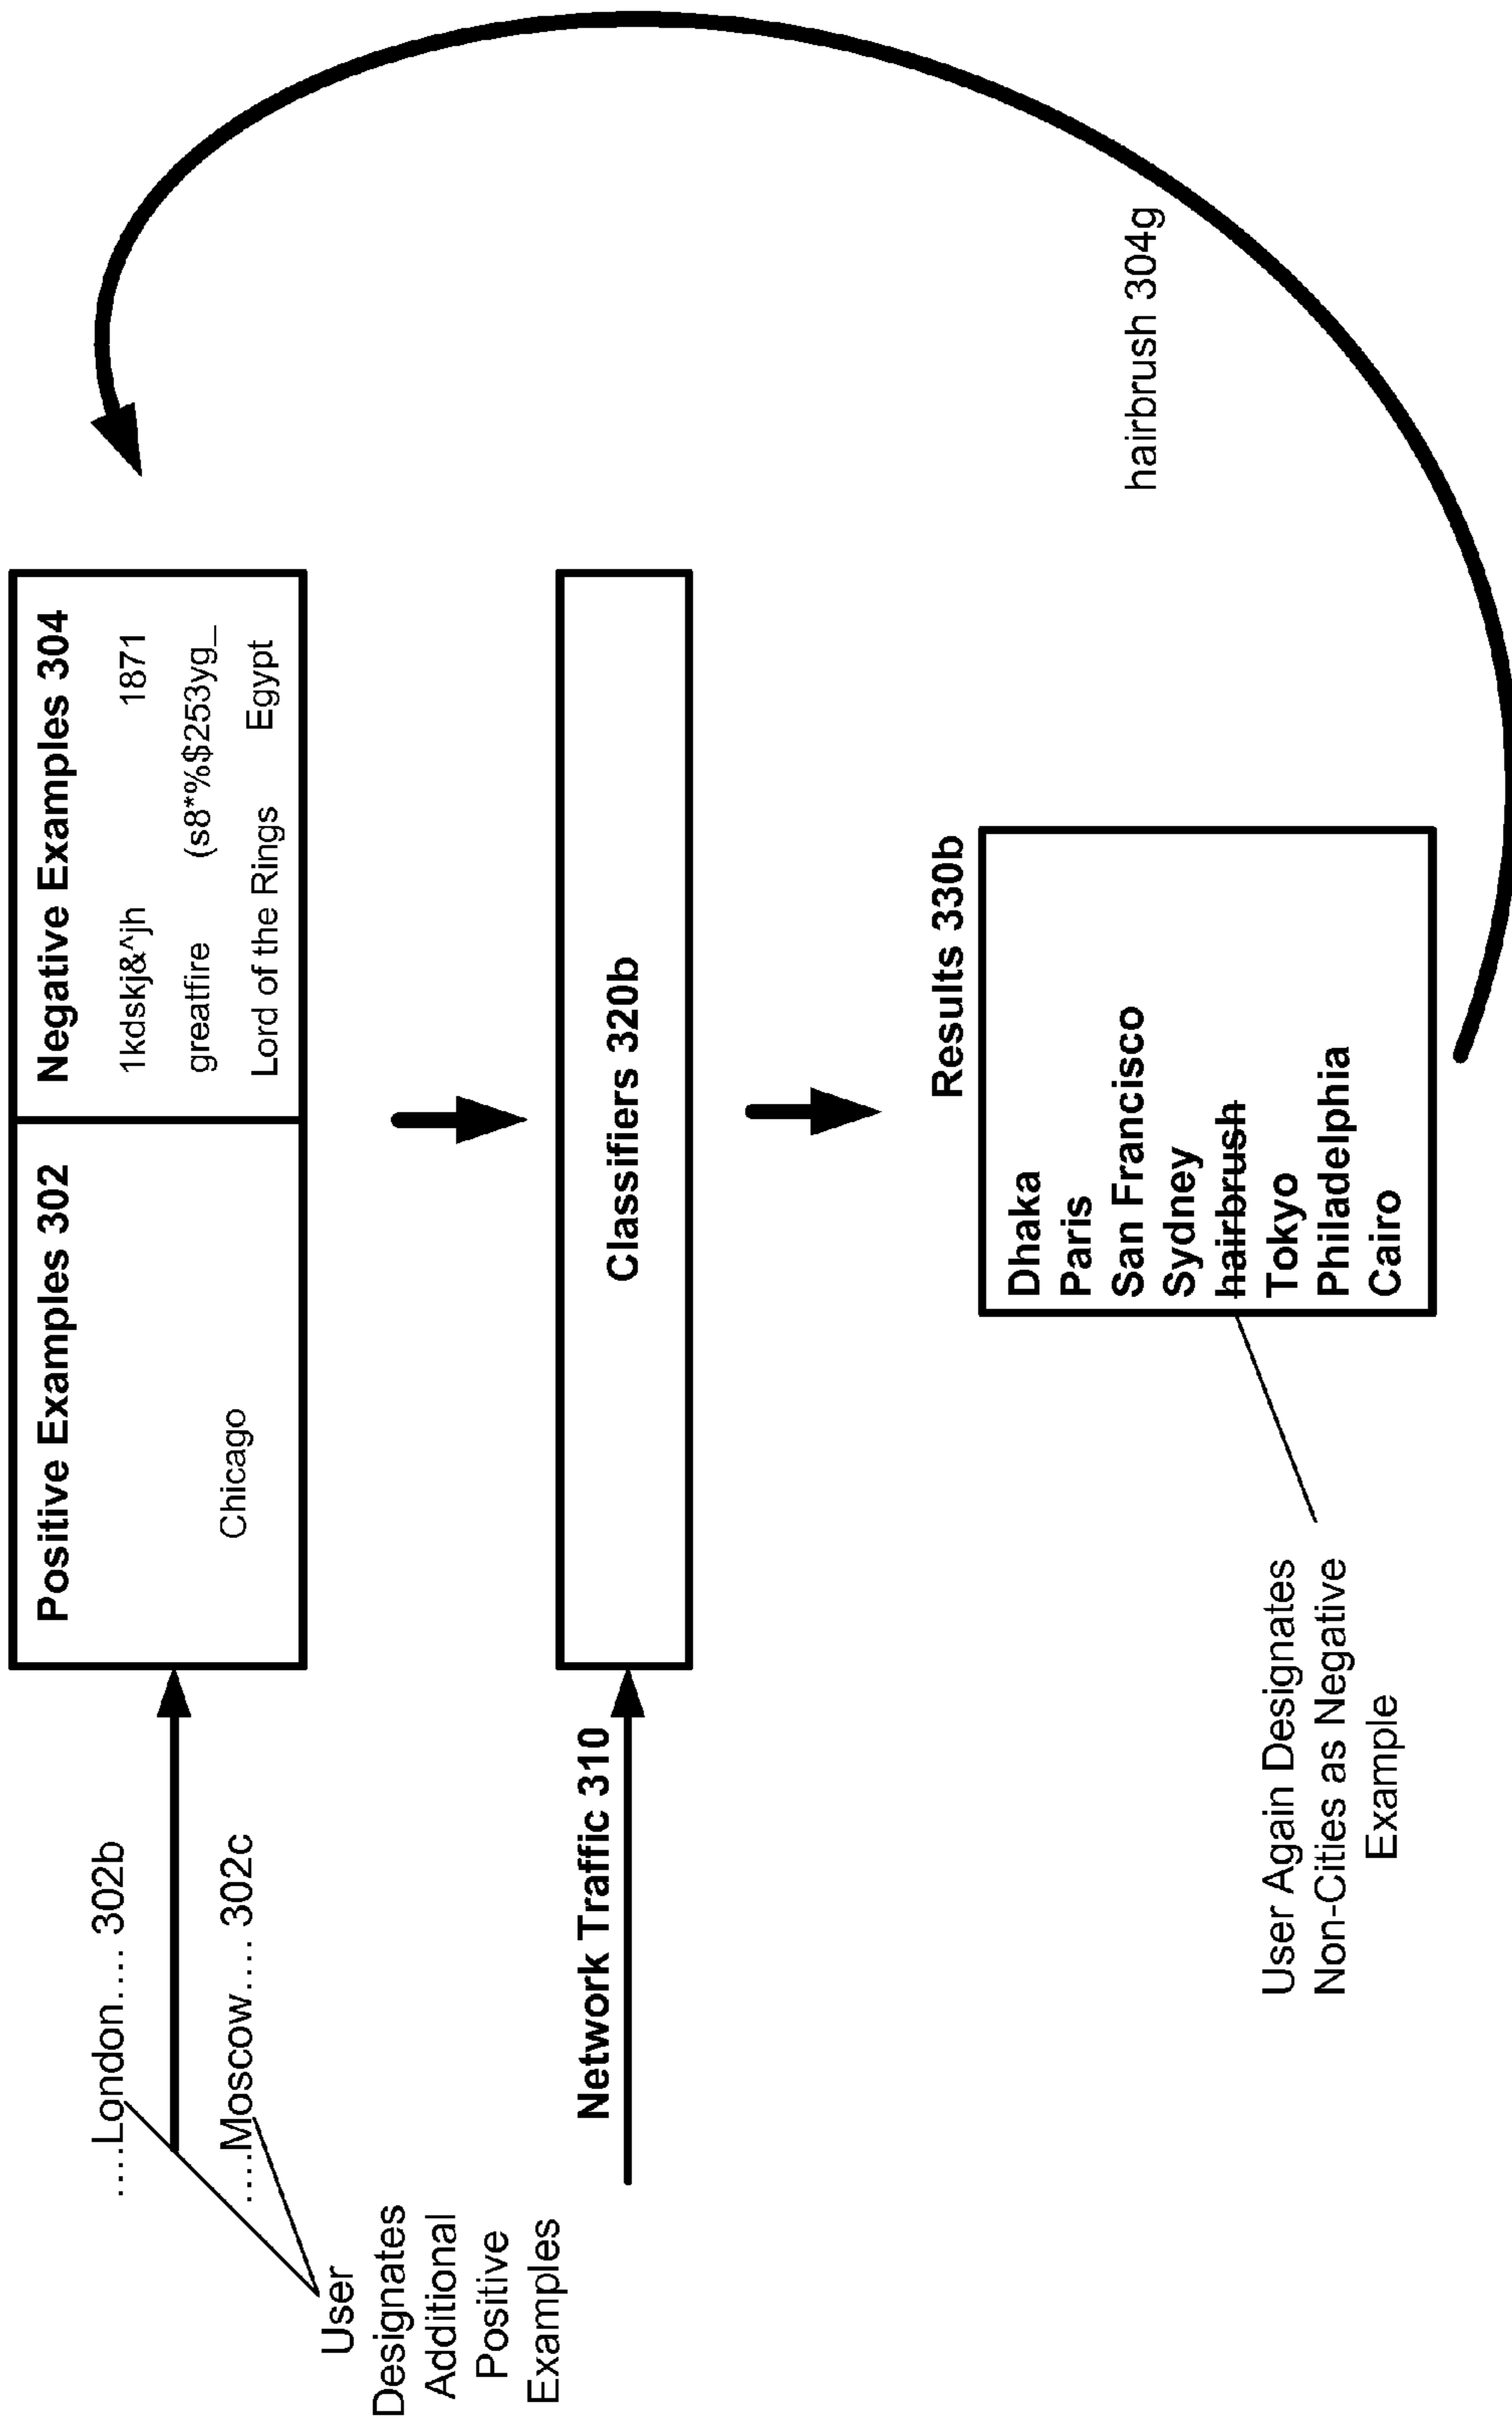 ....London.... 302b
....Moscow.... 302c
User
Designates
Additional
Positive
Examples
Positive Examples 302
Chicago
Negative Examples 304
1kdskj&^jh 1871
greatfire (s8*%$253yg_
Lord of the Rings Egypt
Network Traffic 310
Classifiers 320b
Results 330b
Dhaka
Paris
San Francisco
Sydney
hairbrush
Tokyo
Philadelphia
Cairo
User Again Designates
Non-Cities as Negative
Example
hairbrush 304g